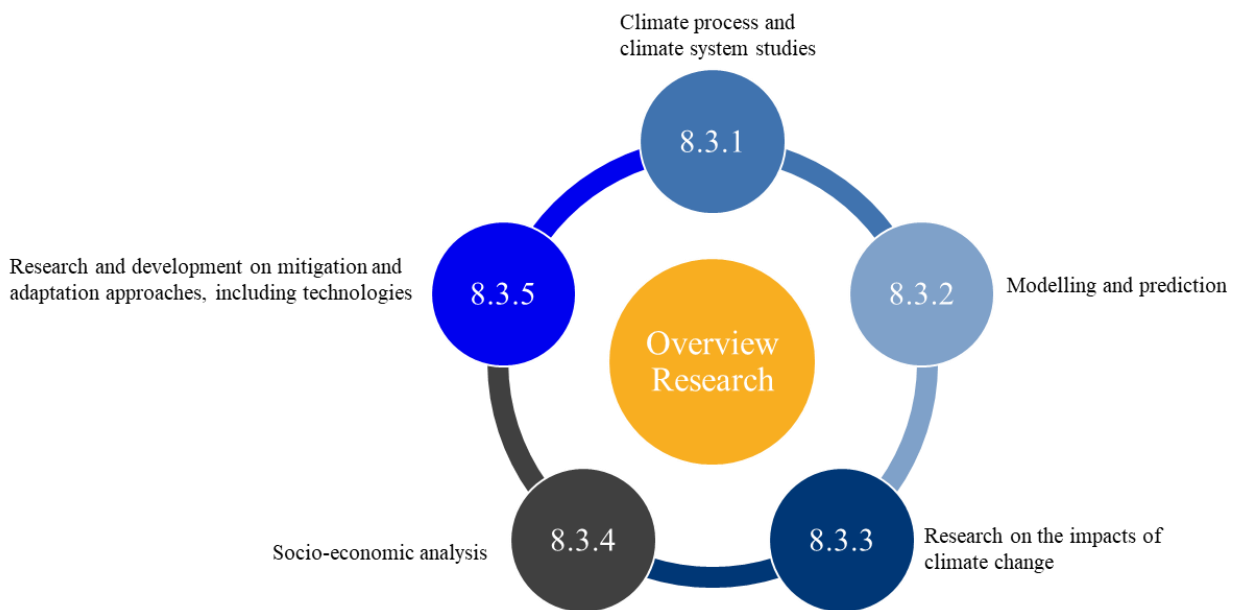 Climate process and
climate system studies
8.3.1
8.3.2
Modelling and prediction
8.3.3
Research on the impacts of
climate change
8.3.4
Socio-economic analysis
8.3.5
Research and development on mitigation and
adaptation approaches, including technologies
Overview
Research